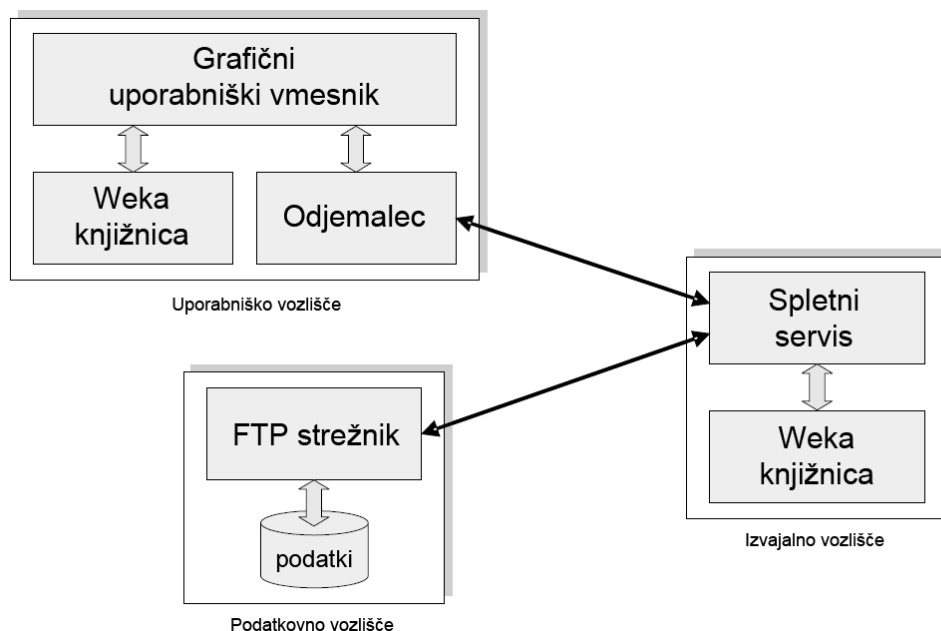 Grafični
uporabniški vmesnik
Weka
knjižnica
Odjemalec
Uporabniško vozlišče
Spletni
servis
Weka
knjižnica
Izvajalno vozlišče
FTP strežnik
podatki
Podatkovno vozlišče